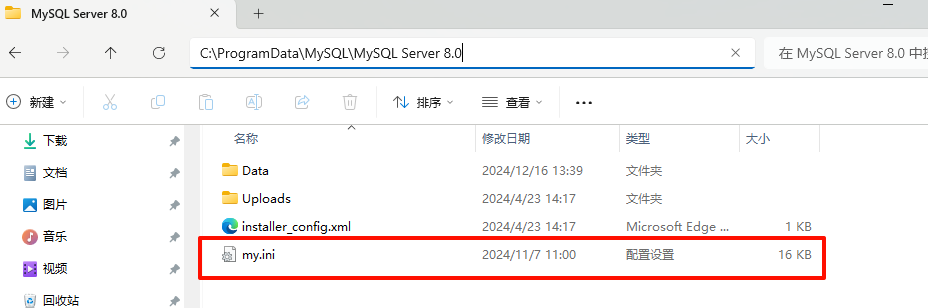 MySQL Server 8.0
C:\ProgramData\MySQL\MySQL Server 8.0
在 MySQL Server 8.0 中
新建
排序
查看
下载
文档
图片
音乐
视频
回收站
名称 修改日期 类型 大小
Data 2024/12/16 13:39 文件夹
Uploads 2024/4/23 14:17 文件夹
installer_config.xml 2024/4/23 14:17 Microsoft Edge ... 1 KB
my.ini 2024/11/7 11:00 配置设置 16 KB